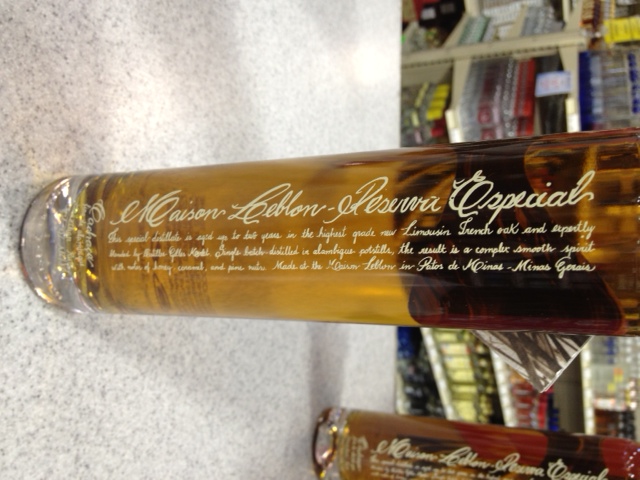 Maison Leblon - Reserva Especial
This special distillate is aged up to two years in the highest grade new Limousin French oak and expertly
blended by Distiller Gilles Merlet. Single batch-distilled in alambique potstills, the result is a complex smooth spirit
with notes of honey, caramel, and pine nuts. Made at the Maison Leblon in Patos de Minas - Minas Gerais
Maison Leblon - Reserva Especial